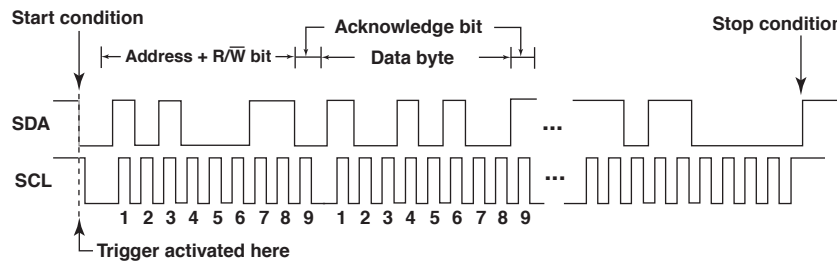 Start condition
Acknowledge bit
Stop condition
Address + R/W̅ bit
Data byte
SDA
...
SCL
...
1 2 3 4 5 6 7 8 9 1 2 3 4 5 6 7 8 9
Trigger activated here